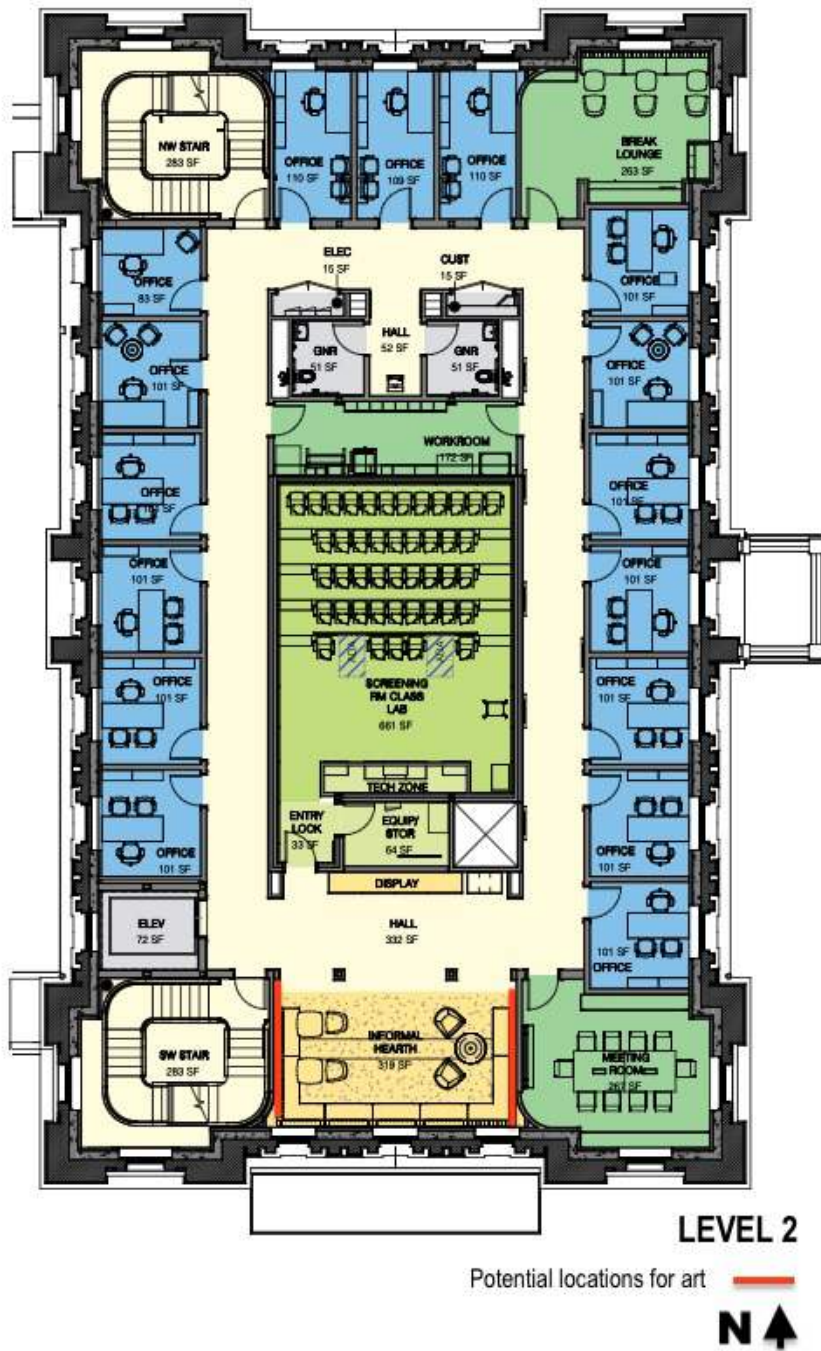 NW STAIR
283 SF
OFFICE
110 SF
OFFICE
109 SF
OFFICE
110 SF
BREAK
LOUNGE
263 SF
OFFICE
83 SF
ELEC
16 SF
CUST
15 SF
OFFICE
101 SF
HALL
52 SF
GNR
51 SF
GNR
51 SF
OFFICE
101 SF
OFFICE
101 SF
WORKROOM
172 SF
OFFICE
SF
OFFICE
101 SF
OFFICE
101 SF
OFFICE
101 SF
SCREENING
RM CLASS
LAB
661 SF
OFFICE
101 SF
OFFICE
101 SF
TECH ZONE
ENTRY
LOCK
33 SF
EQUIP/
STOR
64 SF
OFFICE
101 SF
OFFICE
101 SF
DISPLAY
ELEV
72 SF
HALL
332 SF
101 SF
OFFICE
SW STAIR
283 SF
INFORMAL
HEARTH
319 SF
MEETING
ROOM
267 SF
LEVEL 2
Potential locations for art
N